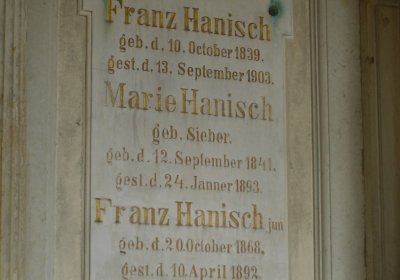 Franz Hanisch
geb. d. 10. October 1839.
gest. d. 13. September 1903.
Marie Hanisch
geb. Sieber.
geb. d. 12. September 1841.
gest. d. 24. Janner 1893.
Franz Hanisch jun
geb. d. 20. October 1868.
gest. d. 10. April 1892.